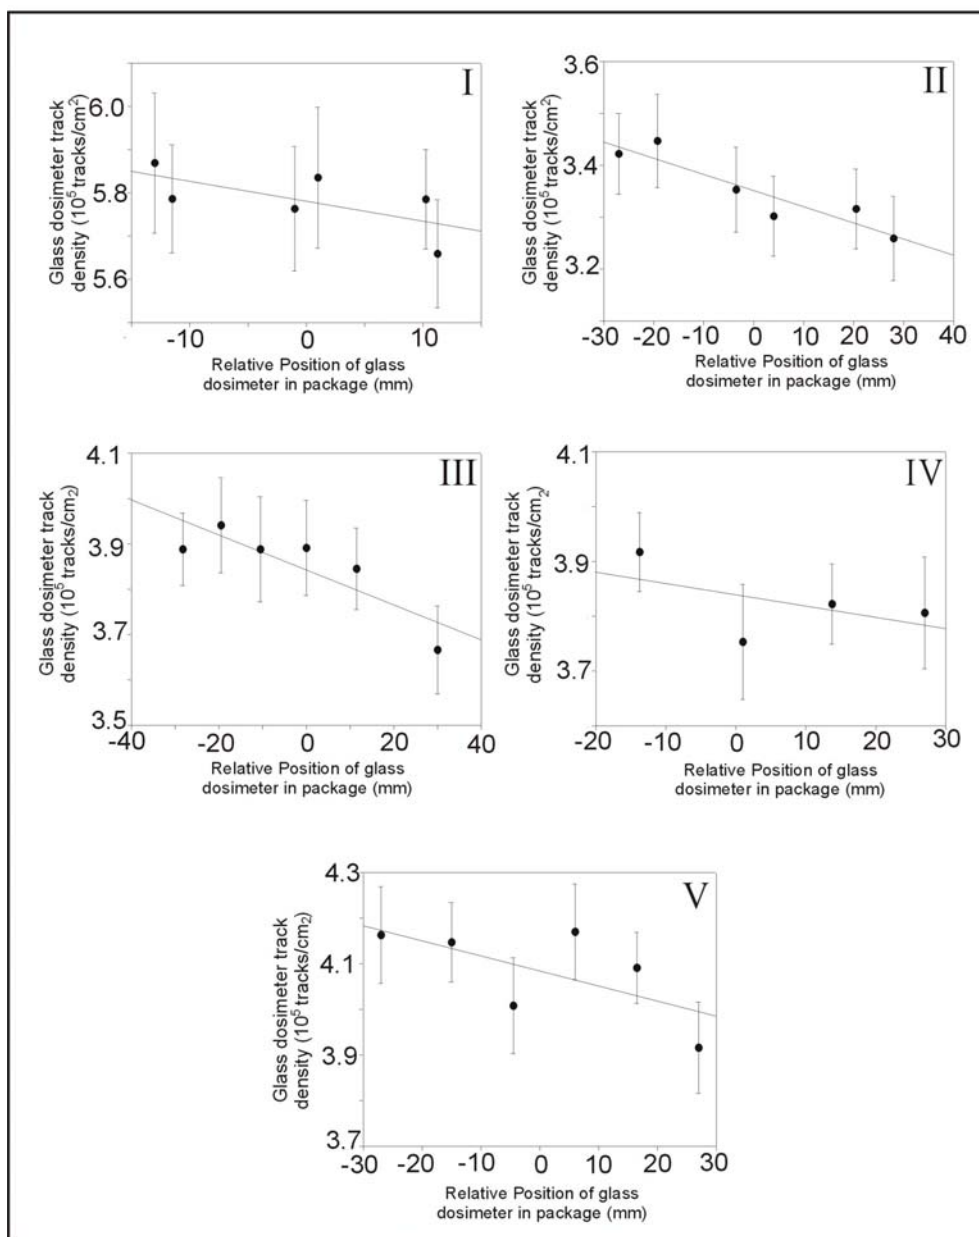 I
Glass dosimeter track
density (10⁵ tracks/cm²)
6.0
5.8
5.6
-10 0 10
Relative Position of glass
dosimeter in package (mm)
II
Glass dosimeter track
density (10⁵ tracks/cm²)
3.6
3.4
3.2
-30 -20 -10 0 10 20 30 40
Relative Position of glass
dosimeter in package (mm)
III
Glass dosimeter track
density (10⁵ tracks/cm₂)
4.1
3.9
3.7
3.5
-40 -20 0 20 40
Relative Position of glass
dosimeter in package (mm)
IV
Glass dosimeter track
density (10⁵ tracks/cm₂)
4.1
3.9
3.7
-20 -10 0 10 20 30
Relative Position of glass
dosimeter in package (mm)
V
Glass dosimeter track
density (10⁵ tracks/cm₂)
4.3
4.1
3.9
3.7
-30 -20 -10 0 10 20 30
Relative Position of glass
dosimeter in package (mm)